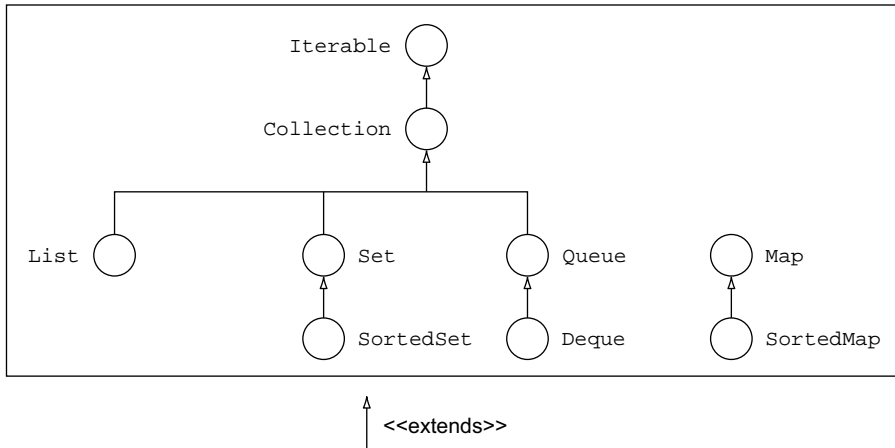 Iterable
Collection
List
Set
Queue
Map
SortedSet
Deque
SortedMap
<<extends>>